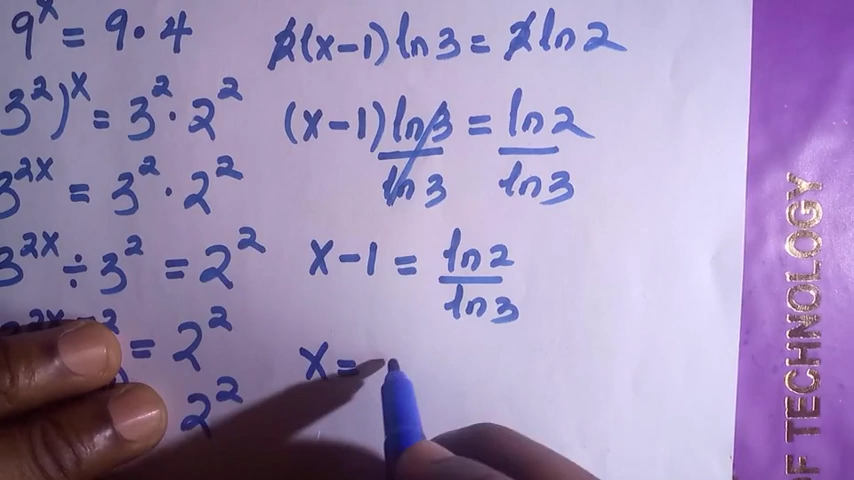 9^x = 9 · 4
3^2)^x = 3^2 · 2^2
3^2x = 3^2 · 2^2
3^2x ÷ 3^2 = 2^2
= 2^2
2^2
2(x-1) ln 3 = 2 ln 2
(x-1) ln 3 / ln 3 = ln 2 / ln 3
x-1 = ln 2 / ln 3
x =
OF TECHNOLOGY